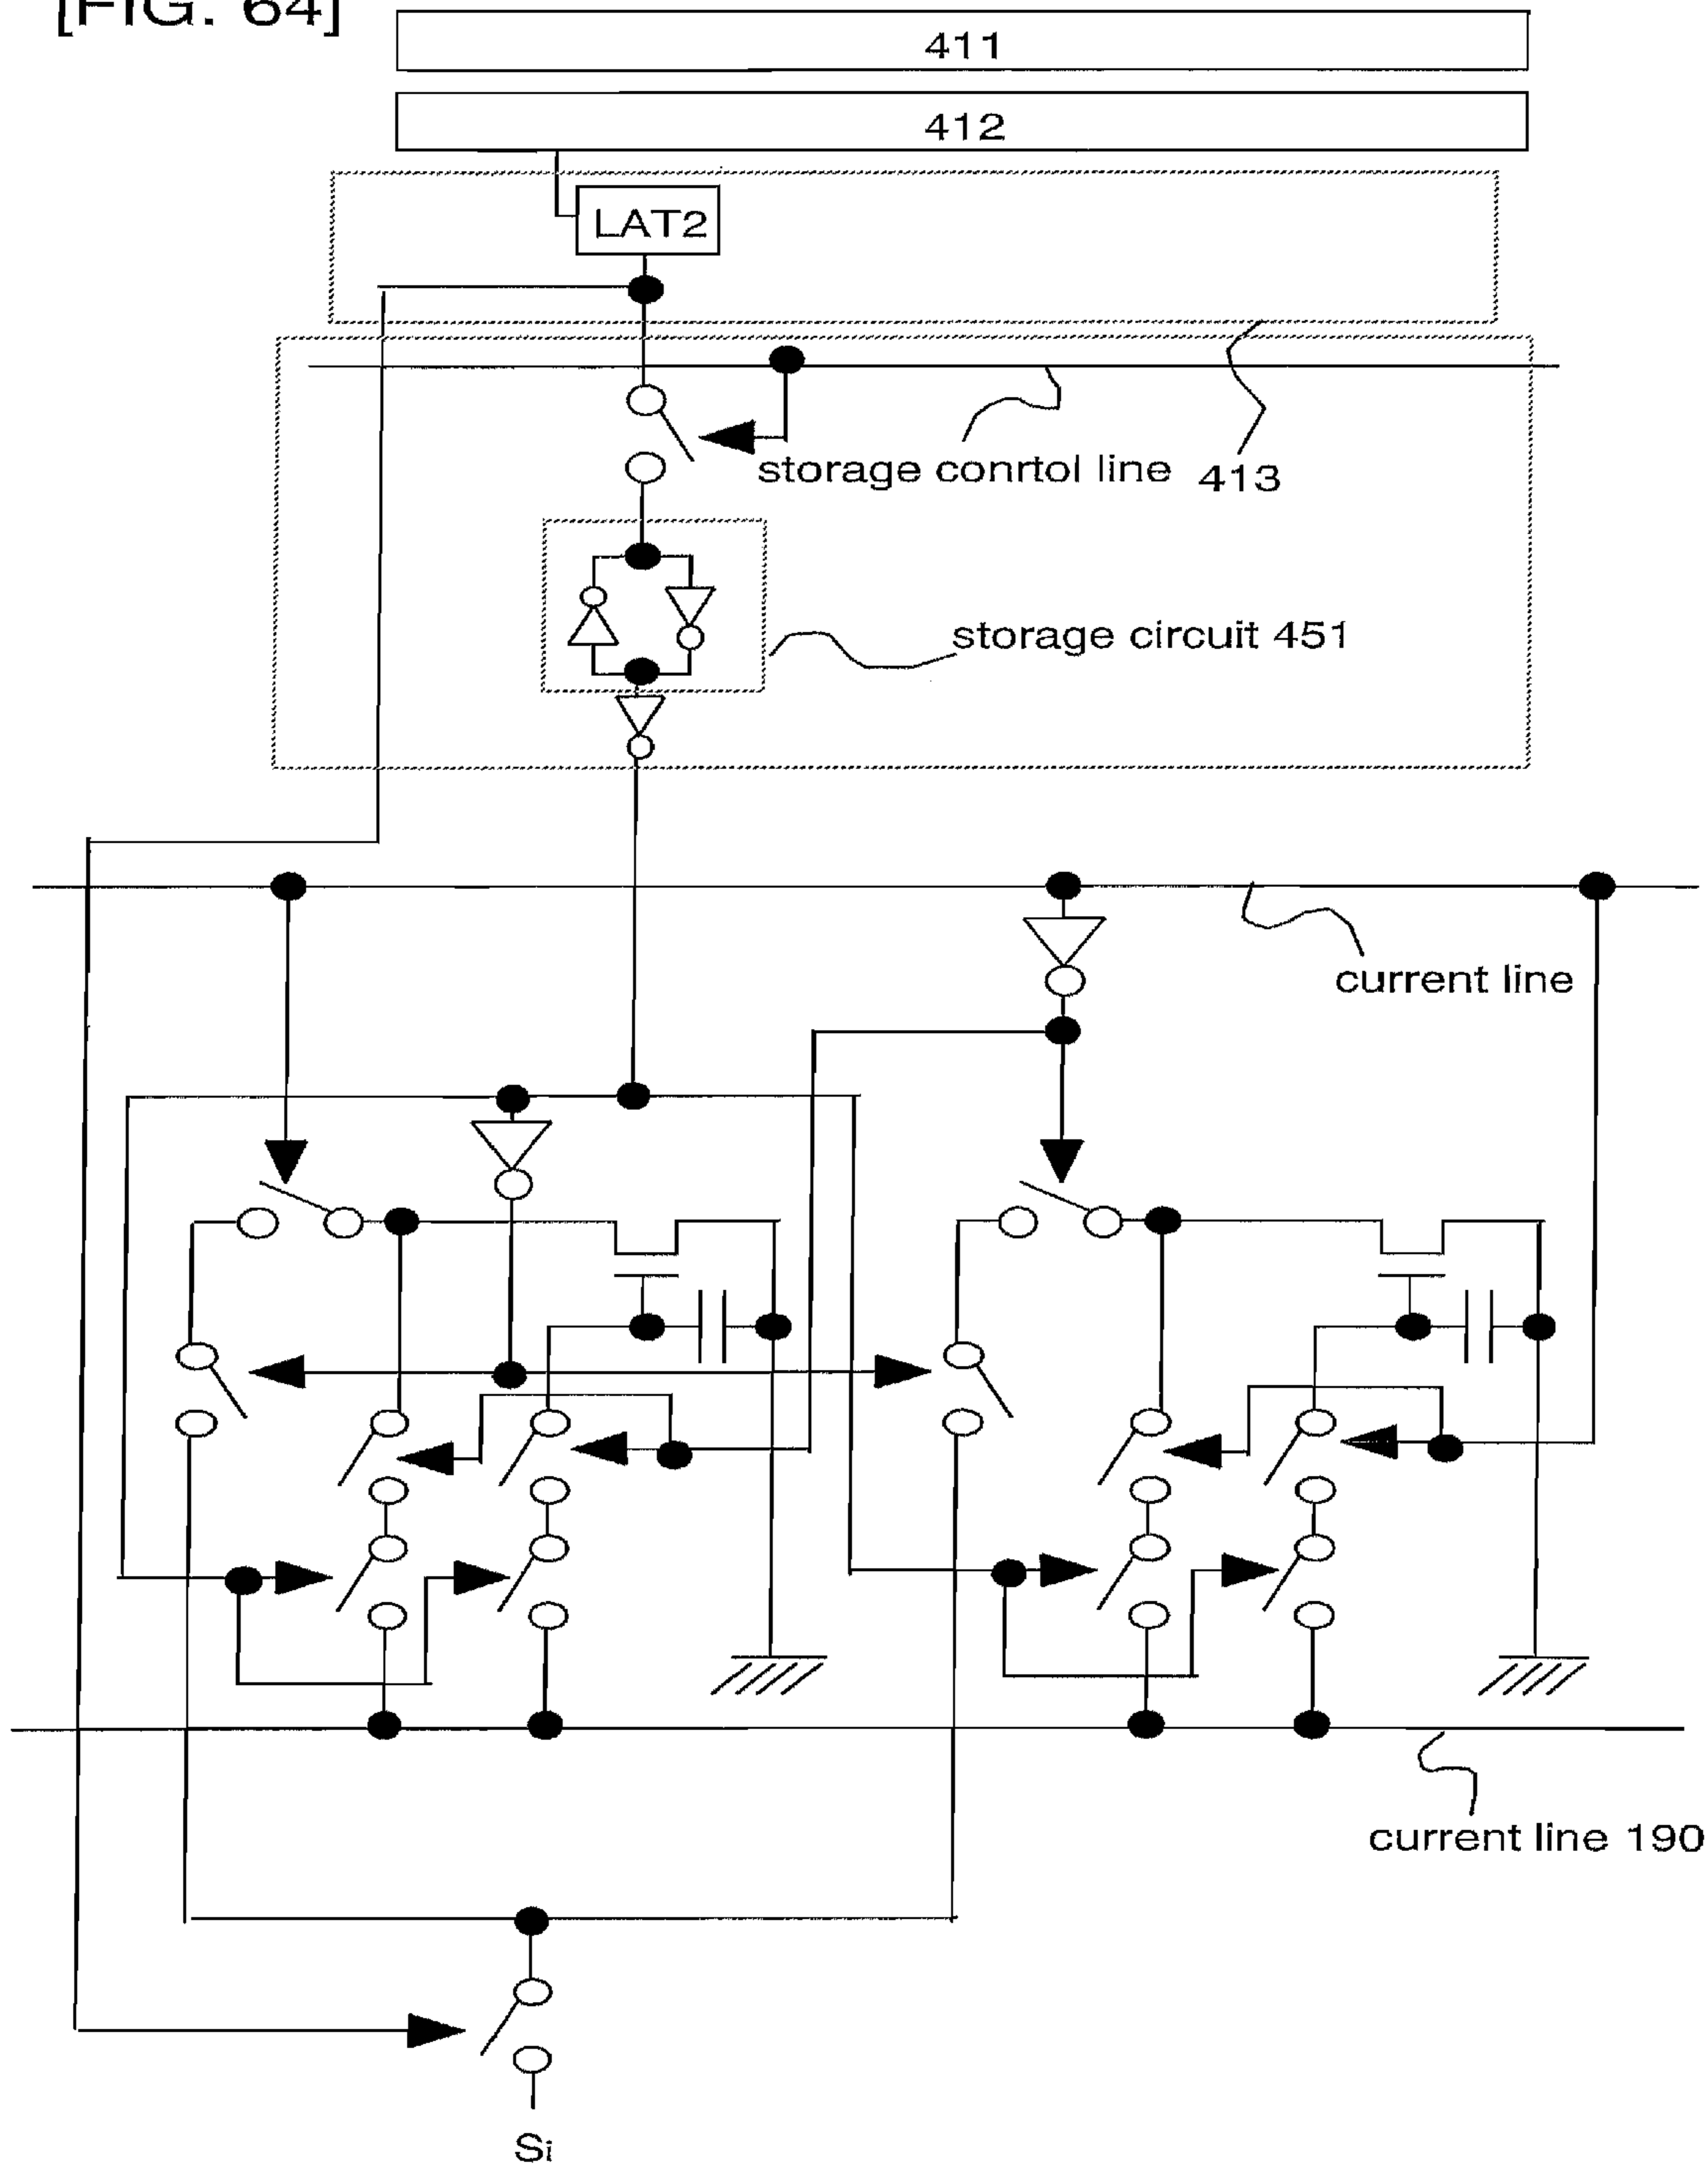 [FIG. 64]
411
412
LAT2
storage conrtol line
413
storage circuit 451
current line
current line 190
Si